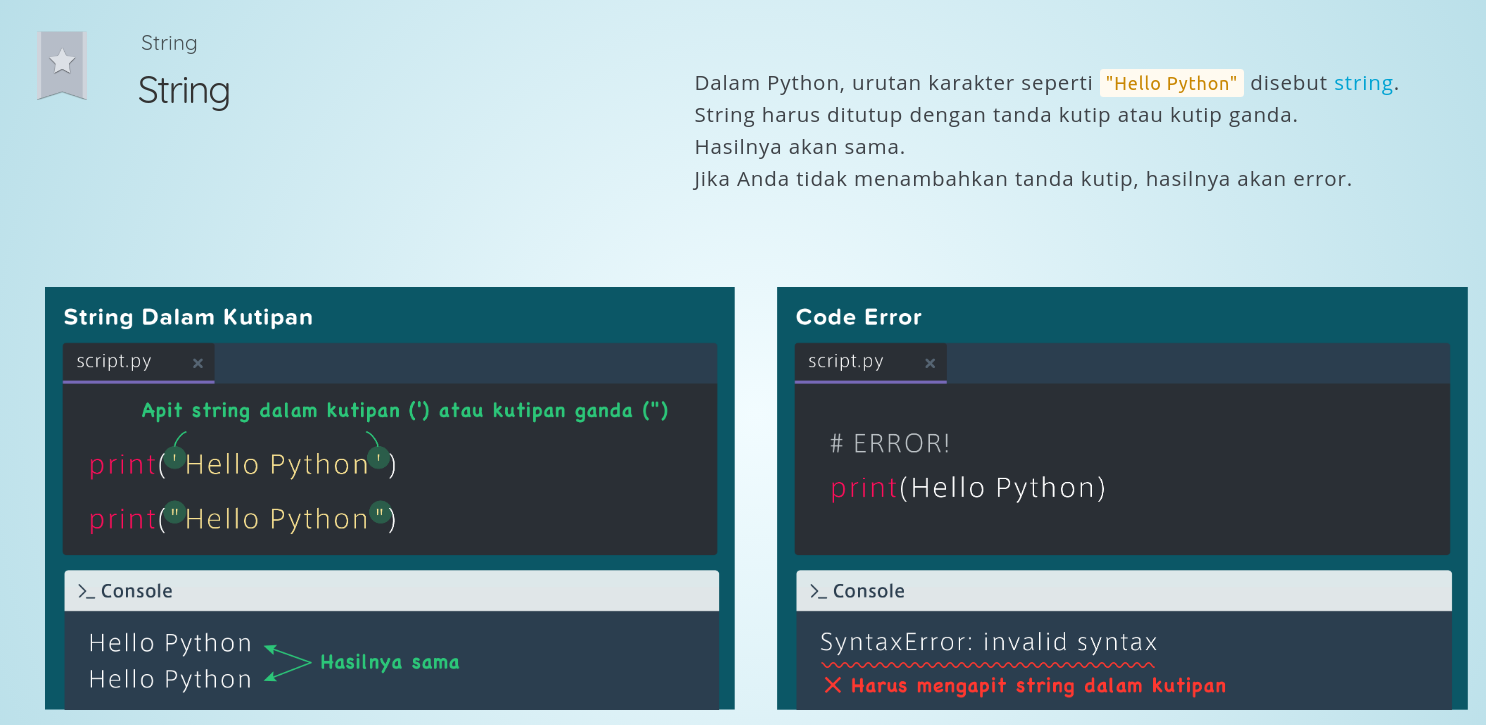 String
String
Dalam Python, urutan karakter seperti "Hello Python" disebut string.
String harus ditutup dengan tanda kutip atau kutip ganda.
Hasilnya akan sama.
Jika Anda tidak menambahkan tanda kutip, hasilnya akan error.
String Dalam Kutipan
script.py ×
Apit string dalam kutipan (') atau kutipan ganda (")
print('Hello Python')
print("Hello Python")
>_ Console
Hello Python
Hello Python
Hasilnya sama
Code Error
script.py ×
# ERROR!
print(Hello Python)
>_ Console
SyntaxError: invalid syntax
× Harus mengapit string dalam kutipan